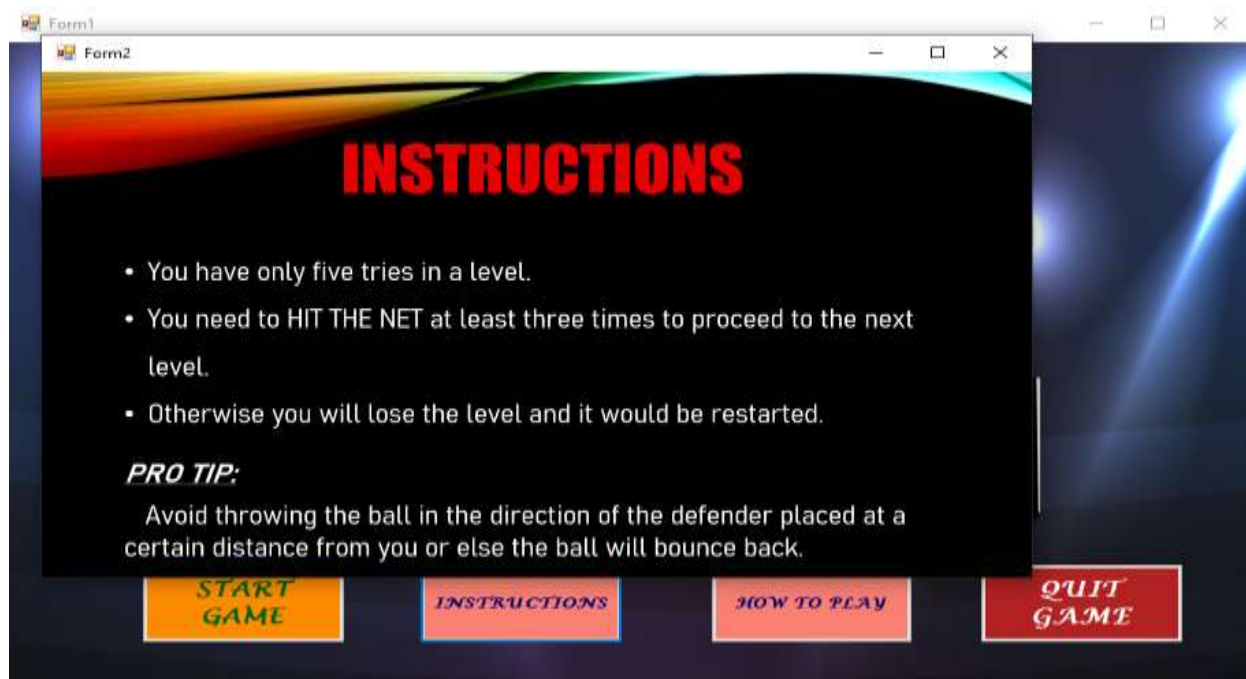 Form1
Form2
INSTRUCTIONS
• You have only five tries in a level.
• You need to HIT THE NET at least three times to proceed to the next
level.
• Otherwise you will lose the level and it would be restarted.
PRO TIP:
Avoid throwing the ball in the direction of the defender placed at a
certain distance from you or else the ball will bounce back.
START
GAME
INSTRUCTIONS
HOW TO PLAY
QUIT
GAME